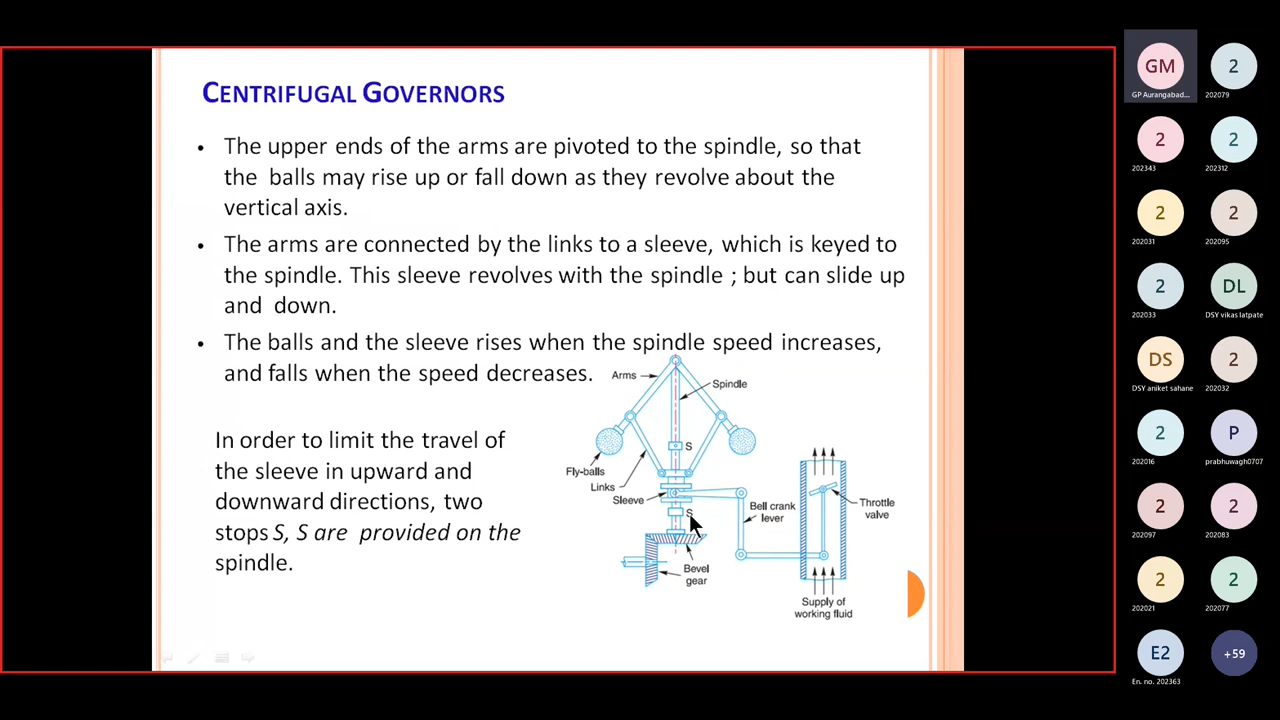 CENTRIFUGAL GOVERNORS
• The upper ends of the arms are pivoted to the spindle, so that
the balls may rise up or fall down as they revolve about the
vertical axis.
• The arms are connected by the links to a sleeve, which is keyed to
the spindle. This sleeve revolves with the spindle ; but can slide up
and down.
• The balls and the sleeve rises when the spindle speed increases,
and falls when the speed decreases.
In order to limit the travel of
the sleeve in upward and
downward directions, two
stops S, S are provided on the
spindle.
Arms
Spindle
S
Fly-balls
Links
Sleeve
S
Bell crank
lever
Throttle
valve
Bevel
gear
Supply of
working fluid
GM
GP Aurangabad...
2
202079
2
202343
2
202312
2
202031
2
202095
2
202033
DL
DSY vikas latpate
DS
DSY aniket sahane
2
202032
2
202016
P
prabhuwagh0707
2
202097
2
202083
2
202021
2
202077
E2
En. no. 202363
+59